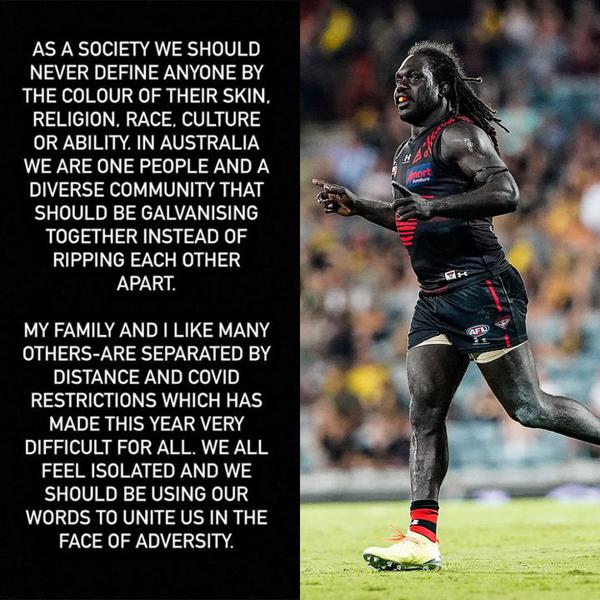 AS A SOCIETY WE SHOULD
NEVER DEFINE ANYONE BY
THE COLOUR OF THEIR SKIN,
RELIGION, RACE, CULTURE
OR ABILITY. IN AUSTRALIA
WE ARE ONE PEOPLE AND A
DIVERSE COMMUNITY THAT
SHOULD BE GALVANISING
TOGETHER INSTEAD OF
RIPPING EACH OTHER
APART.
MY FAMILY AND I LIKE MANY
OTHERS-ARE SEPARATED BY
DISTANCE AND COVID
RESTRICTIONS WHICH HAS
MADE THIS YEAR VERY
DIFFICULT FOR ALL. WE ALL
FEEL ISOLATED AND WE
SHOULD BE USING OUR
WORDS TO UNITE US IN THE
FACE OF ADVERSITY.
AFL